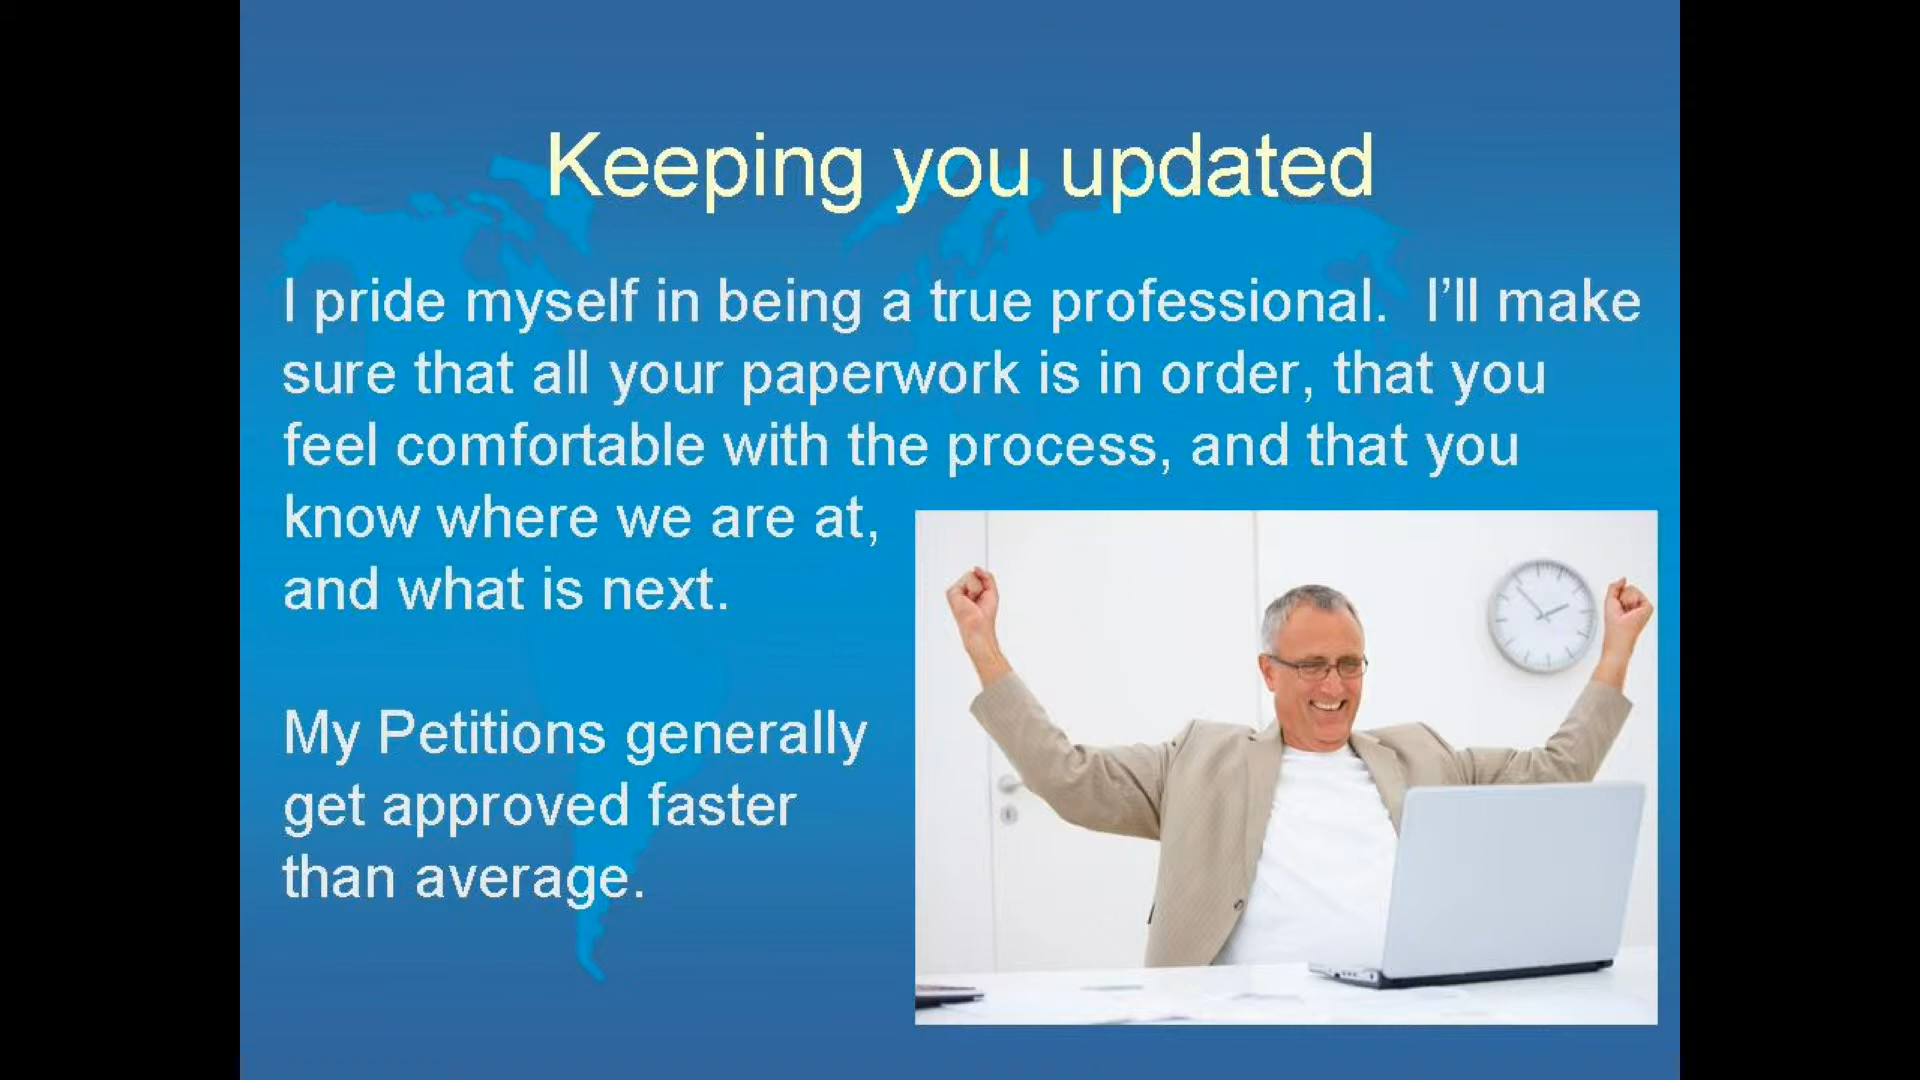 Keeping you updated
I pride myself in being a true professional.  I’ll make
sure that all your paperwork is in order, that you
feel comfortable with the process, and that you
know where we are at,
and what is next.
My Petitions generally
get approved faster
than average.